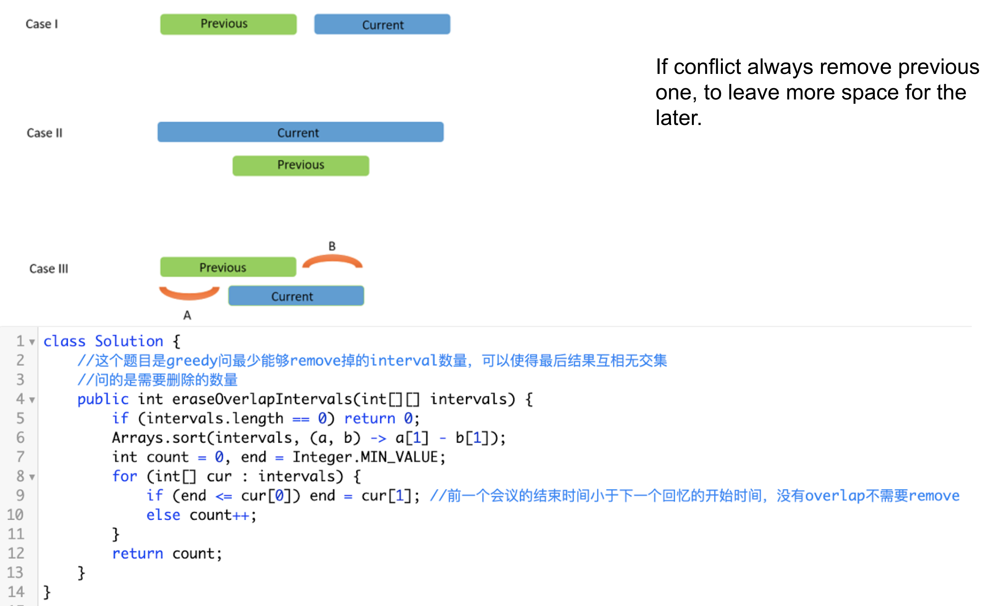 Case I
Previous
Current
If conflict always remove previous
one, to leave more space for the
later.
Case II
Current
Previous
B
Case III
Previous
Current
A
1 class Solution {
2 //这个题目是greedy问最少能够remove掉的interval数量，可以使得最后结果互相无交集
3 //问的是需要删除的数量
4 public int eraseOverlapIntervals(int[][] intervals) {
5 if (intervals.length == 0) return 0;
6 Arrays.sort(intervals, (a, b) -> a[1] - b[1]);
7 int count = 0, end = Integer.MIN_VALUE;
8 for (int[] cur : intervals) {
9 if (end <= cur[0]) end = cur[1]; //前一个会议的结束时间小于下一个回忆的开始时间，没有overlap不需要remove
10 else count++;
11 }
12 return count;
13 }
14 }